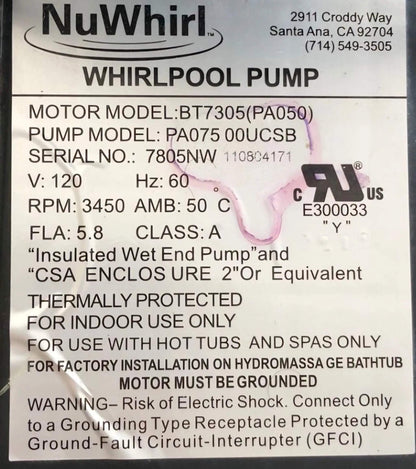 NuWhirl™
2911 Croddy Way
Santa Ana, CA 92704
(714) 549-3505
WHIRLPOOL PUMP
MOTOR MODEL:BT7305(PA050)
PUMP MODEL: PA075 00UCSB
SERIAL NO.: 7805NW 110804171
V: 120 Hz: 60
RPM: 3450 AMB: 50 °C
FLA: 5.8 CLASS: A
C UR US
E300033
"Y"
"Insulated Wet End Pump"and
"CSA ENCLOS URE 2"Or Equivalent
THERMALLY PROTECTED
FOR INDOOR USE ONLY
FOR USE WITH HOT TUBS AND SPAS ONLY
FOR FACTORY INSTALLATION ON HYDROMASSA GE BATHTUB
MOTOR MUST BE GROUNDED
WARNING– Risk of Electric Shock. Connect Only
to a Grounding Type Receptacle Protected by a
Ground-Fault Circuit-Interrupter (GFCI)